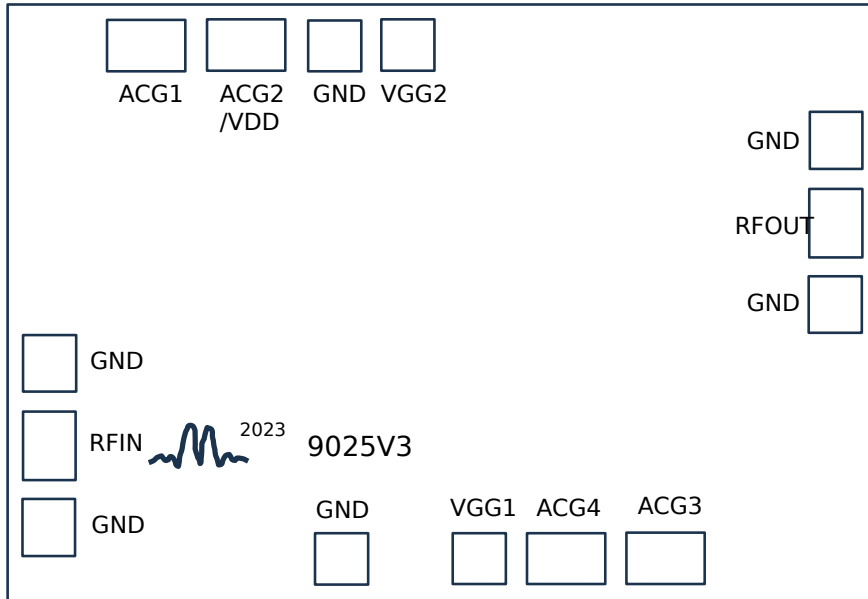 ACG1
ACG2
/VDD
GND
VGG2
GND
RFOUT
GND
GND
RFIN
2023
9025V3
GND
GND
VGG1
ACG4
ACG3